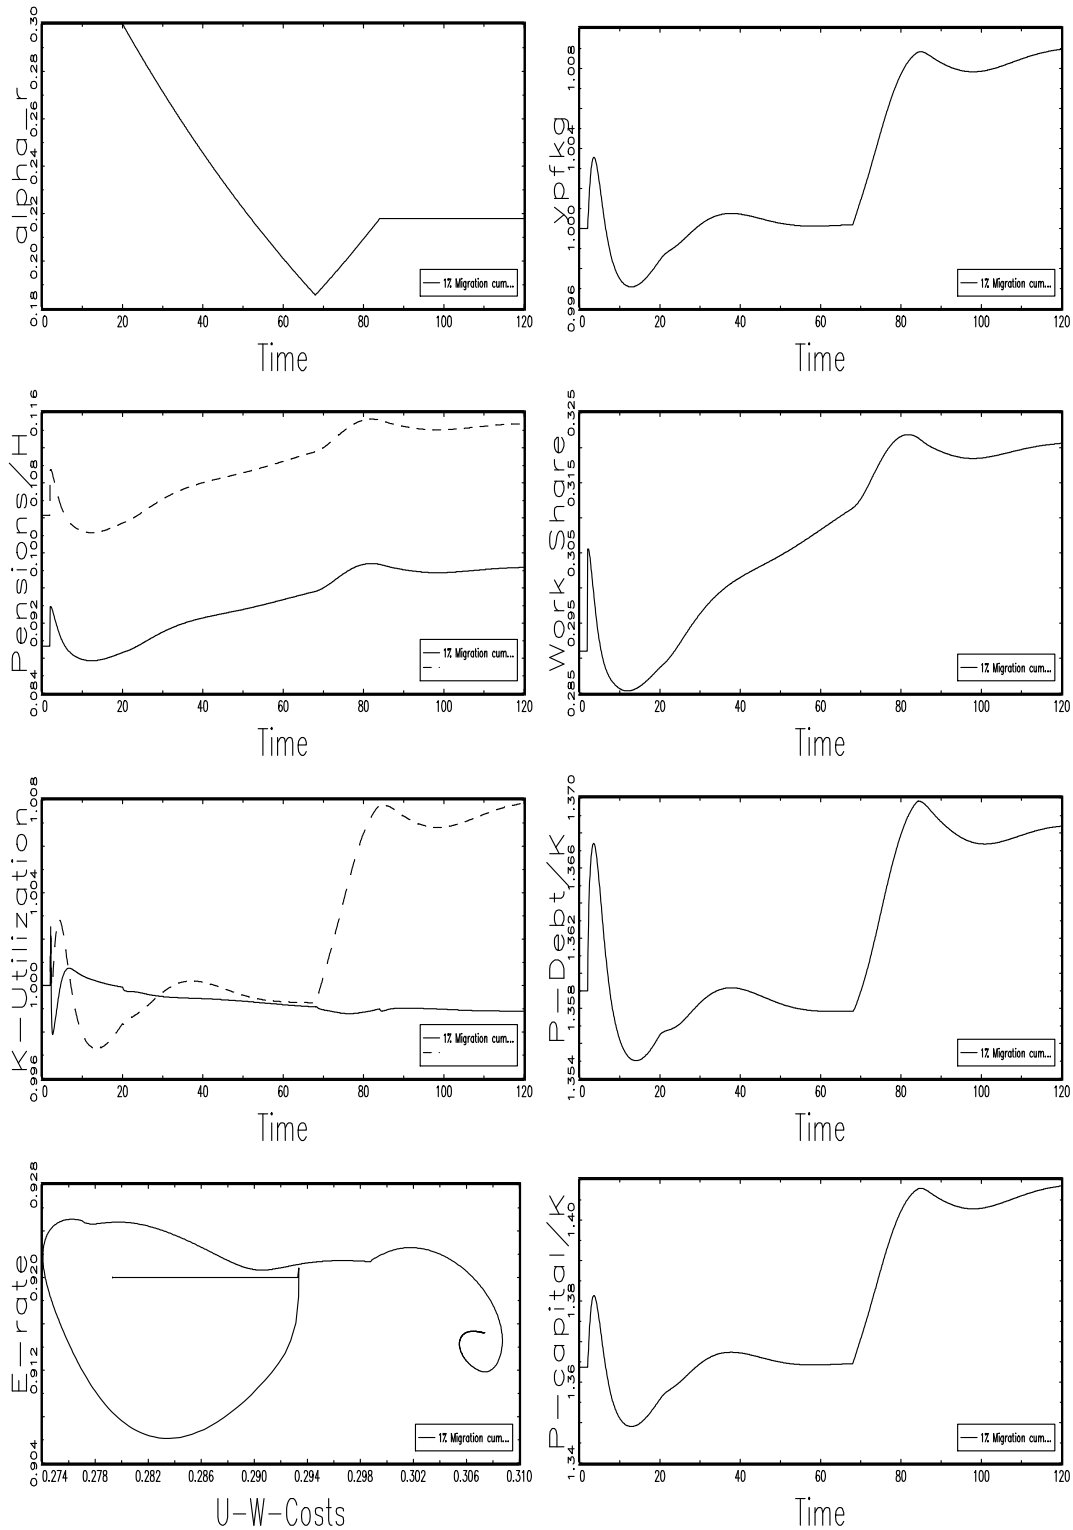 alpha_r
0.18 0.20 0.22 0.24 0.26 0.28 0.30
1% Migration cum...
0 20 40 60 80 100 120
Time
ypfkg
0.96 1.000 1.004 1.008
1% Migration cum...
0 20 40 60 80 100 120
Time
Pensions/H
0.084 0.092 0.100 0.108 0.116
1% Migration cum...
0 20 40 60 80 100 120
Time
Work Share
0.285 0.295 0.305 0.315 0.325
1% Migration cum...
0 20 40 60 80 100 120
Time
K-Utilization
0.996 1.000 1.004 1.008
1% Migration cum...
0 20 40 60 80 100 120
Time
P-Debt/K
1.354 1.358 1.362 1.366 1.370
1% Migration cum...
0 20 40 60 80 100 120
Time
E-rate
0.904 0.912 0.920 0.928
1% Migration cum...
0.274 0.278 0.282 0.286 0.290 0.294 0.298 0.302 0.306 0.310
U-W-Costs
P-capital/K
1.34 1.36 1.38 1.40
1% Migration cum...
0 20 40 60 80 100 120
Time